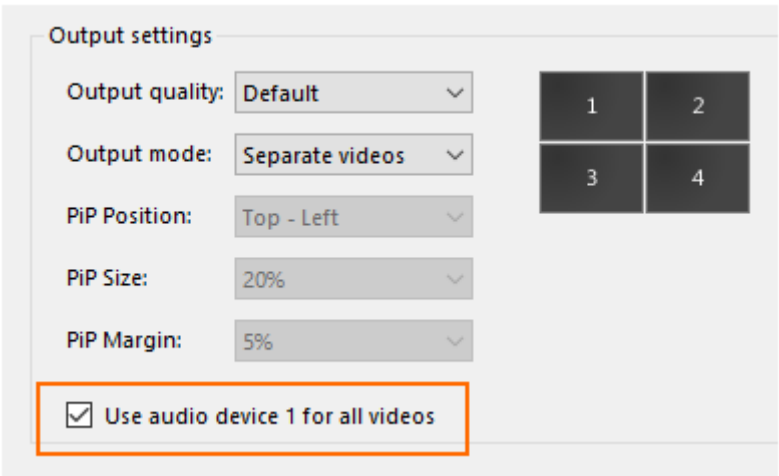 Output settings
Output quality: Default
1 2
Output mode: Separate videos
3 4
PiP Position: Top - Left
PiP Size: 20%
PiP Margin: 5%
Use audio device 1 for all videos